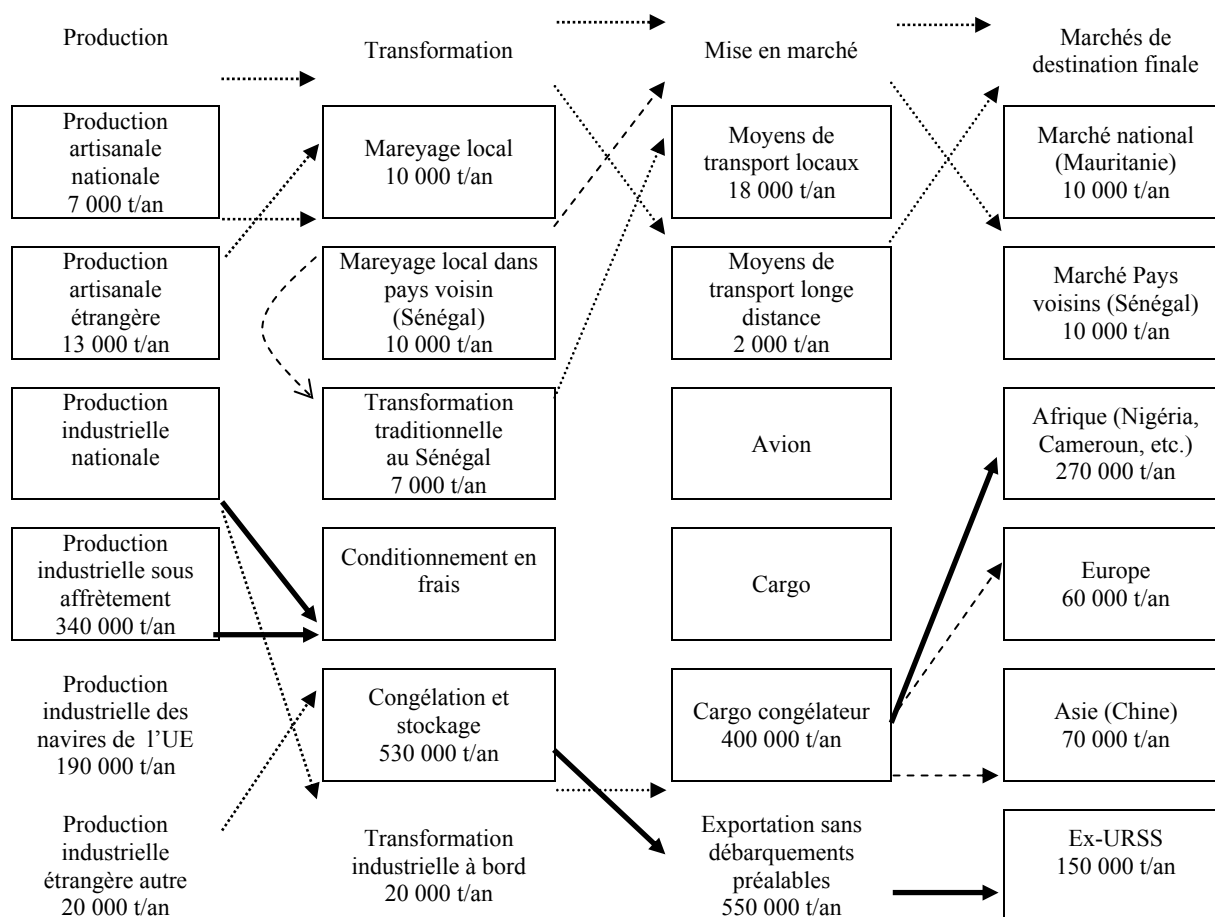 Production
Transformation
Mise en marché
Marchés de
destination finale
Production
artisanale
nationale
7 000 t/an
Mareyage local
10 000 t/an
Moyens de
transport locaux
18 000 t/an
Marché national
(Mauritanie)
10 000 t/an
Production
artisanale
étrangère
13 000 t/an
Mareyage local dans
pays voisin
(Sénégal)
10 000 t/an
Moyens de
transport longe
distance
2 000 t/an
Marché Pays
voisins (Sénégal)
10 000 t/an
Production
industrielle
nationale
Transformation
traditionnelle
au Sénégal
7 000 t/an
Avion
Afrique (Nigéria,
Cameroun, etc.)
270 000 t/an
Production
industrielle sous
affrètement
340 000 t/an
Conditionnement en
frais
Cargo
Europe
60 000 t/an
Production
industrielle des
navires de l’UE
190 000 t/an
Congélation et
stockage
530 000 t/an
Cargo congélateur
400 000 t/an
Asie (Chine)
70 000 t/an
Production
industrielle
étrangère autre
20 000 t/an
Transformation
industrielle à bord
20 000 t/an
Exportation sans
débarquements
préalables
550 000 t/an
Ex-URSS
150 000 t/an